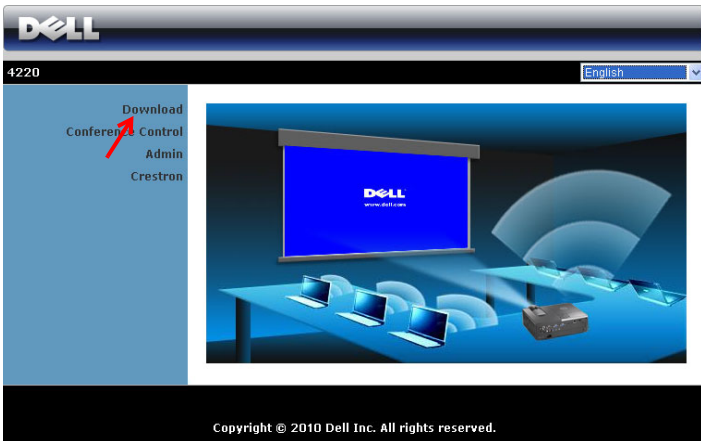 DELL
4220
English
Download
Conference Control
Admin
Crestron
DELL
www.dell.com
Copyright © 2010 Dell Inc. All rights reserved.